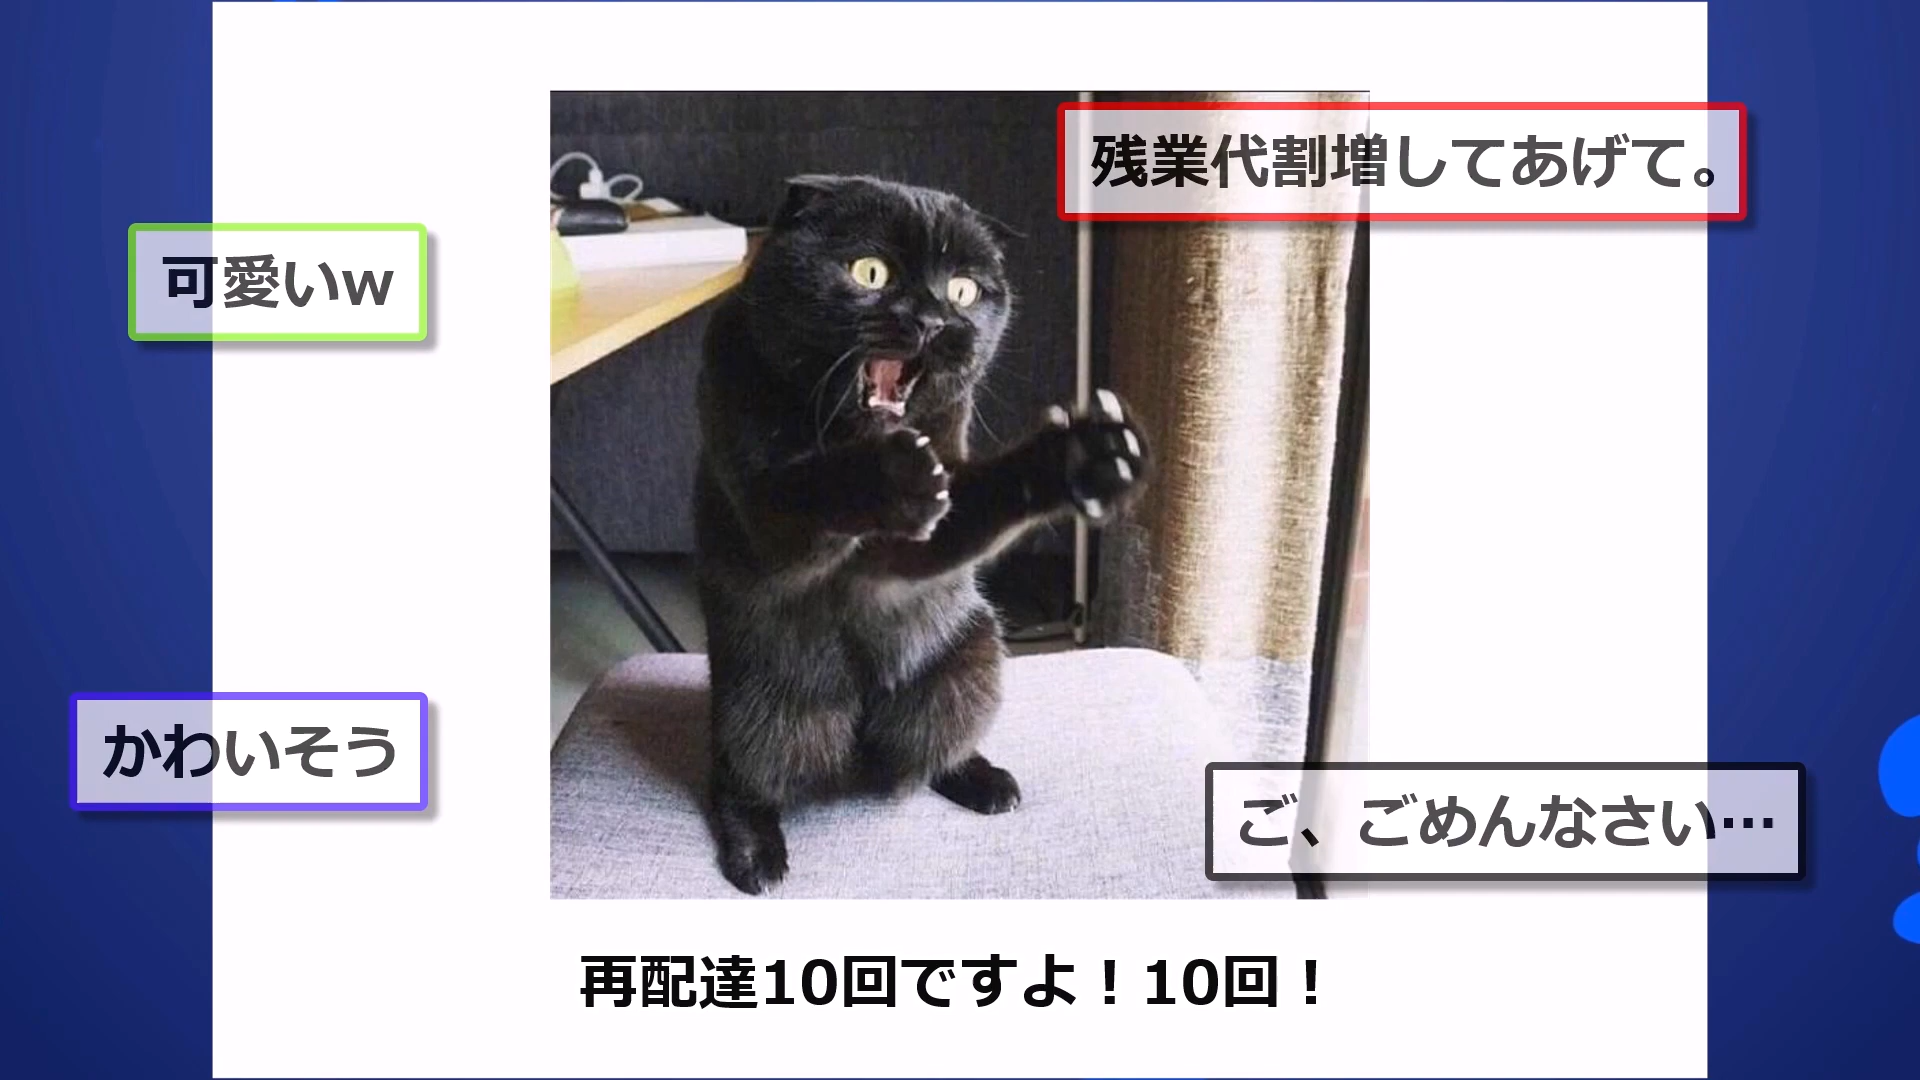 残業代割増してあげて。
可愛いw
かわいそう
ご、ごめんなさい…
再配達10回ですよ！10回！